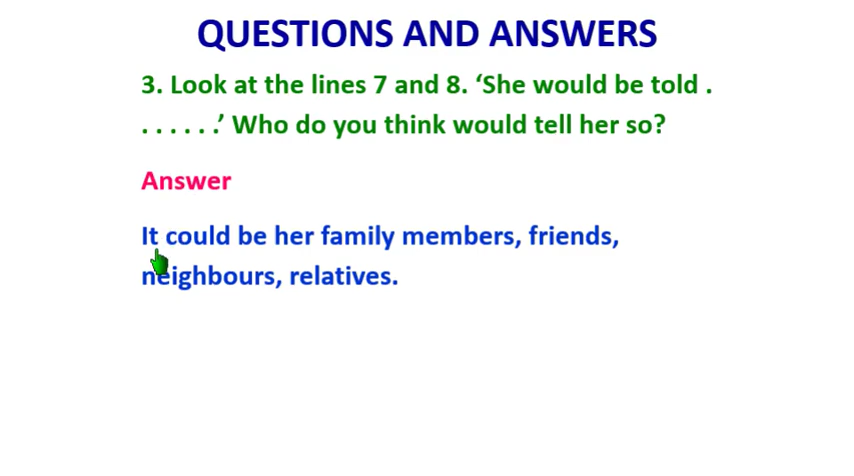 QUESTIONS AND ANSWERS
3. Look at the lines 7 and 8. ‘She would be told .
. . . . . .’ Who do you think would tell her so?
Answer
It could be her family members, friends,
neighbours, relatives.